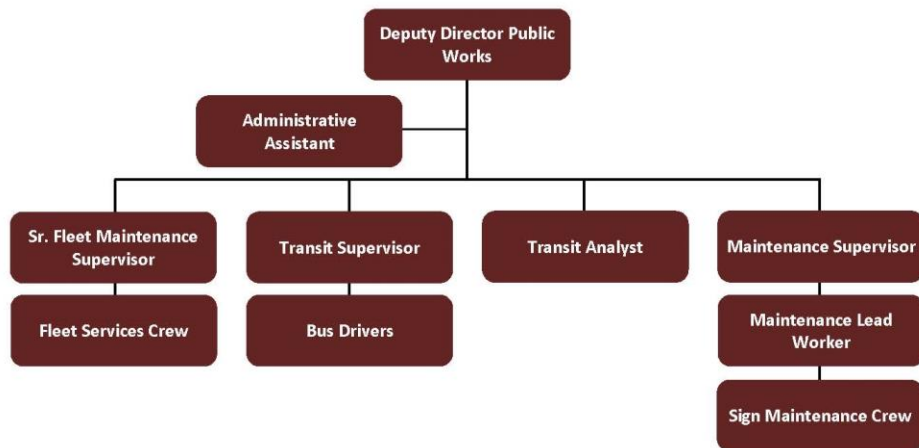 Deputy Director Public
Works
Administrative
Assistant
Sr. Fleet Maintenance
Supervisor
Transit Supervisor
Transit Analyst
Maintenance Supervisor
Fleet Services Crew
Bus Drivers
Maintenance Lead
Worker
Sign Maintenance Crew